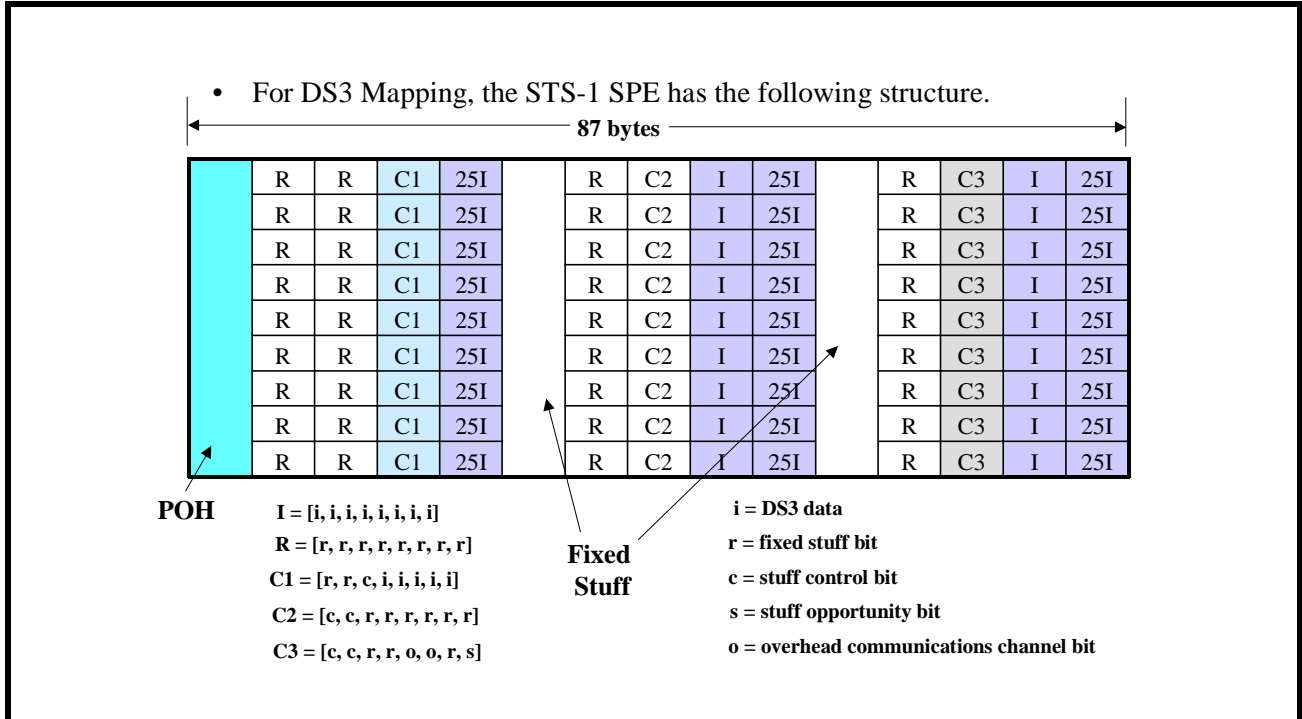 • For DS3 Mapping, the STS-1 SPE has the following structure.
87 bytes
R R C1 25I R C2 I 25I R C3 I 25I
R R C1 25I R C2 I 25I R C3 I 25I
R R C1 25I R C2 I 25I R C3 I 25I
R R C1 25I R C2 I 25I R C3 I 25I
R R C1 25I R C2 I 25I R C3 I 25I
R R C1 25I R C2 I 25I R C3 I 25I
R R C1 25I R C2 I 25I R C3 I 25I
R R C1 25I R C2 I 25I R C3 I 25I
R R C1 25I R C2 I 25I R C3 I 25I
POH
I = [i, i, i, i, i, i, i, i]
R = [r, r, r, r, r, r, r, r]
C1 = [r, r, c, i, i, i, i, i]
C2 = [c, c, r, r, r, r, r, r]
C3 = [c, c, r, r, o, o, r, s]
Fixed
Stuff
i = DS3 data
r = fixed stuff bit
c = stuff control bit
s = stuff opportunity bit
o = overhead communications channel bit